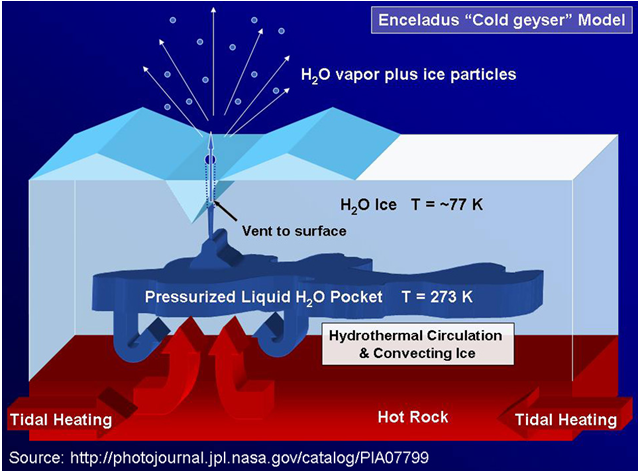 Enceladus “Cold geyser” Model
H₂O vapor plus ice particles
H₂O Ice T = ~77 K
Vent to surface
Pressurized Liquid H₂O Pocket T = 273 K
Hydrothermal Circulation
& Convecting Ice
Tidal Heating
Hot Rock
Tidal Heating
Source: http://photojournal.jpl.nasa.gov/catalog/PIA07799